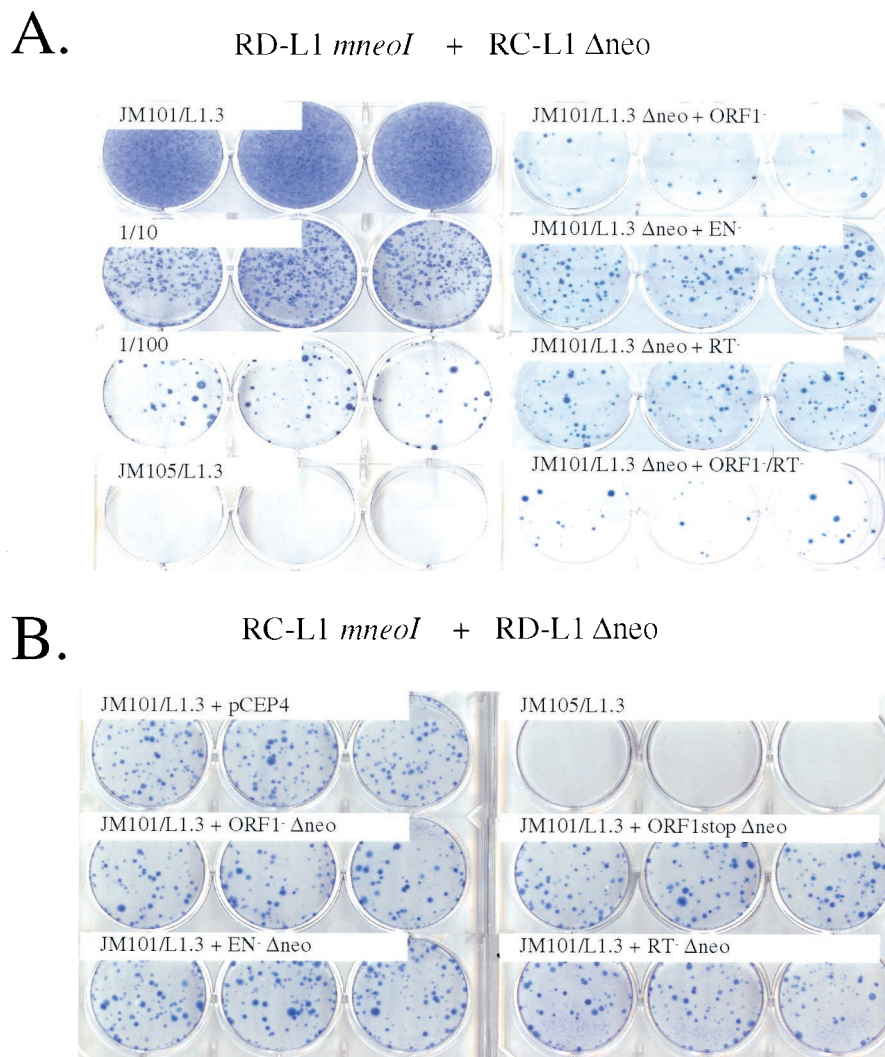 A.
RD-L1 mneoI + RC-L1 Δneo
JM101/L1.3
1/10
1/100
JM105/L1.3
JM101/L1.3 Δneo + ORF1-
JM101/L1.3 Δneo + EN-
JM101/L1.3 Δneo + RT-
JM101/L1.3 Δneo + ORF1-/RT-
B.
RC-L1 mneoI + RD-L1 Δneo
JM101/L1.3 + pCEP4
JM101/L1.3 + ORF1- Δneo
JM101/L1.3 + EN- Δneo
JM105/L1.3
JM101/L1.3 + ORF1stop Δneo
JM101/L1.3 + RT- Δneo